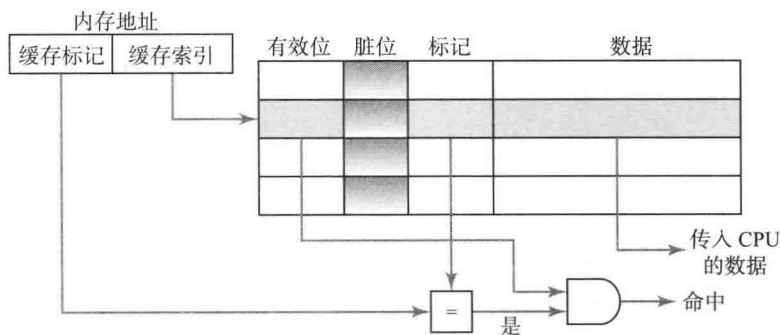 内存地址
缓存标记 缓存索引
有效位 脏位 标记 数据
传入 CPU
的数据
=
是
命中